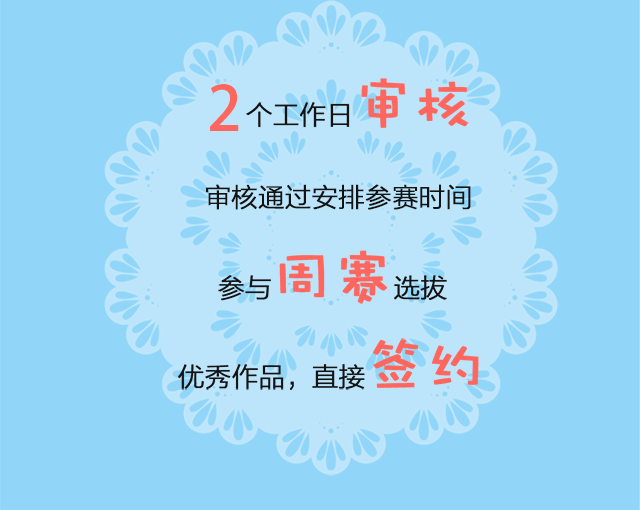 2个工作日审核
审核通过安排参赛时间
参与周赛选拔
优秀作品，直接签约